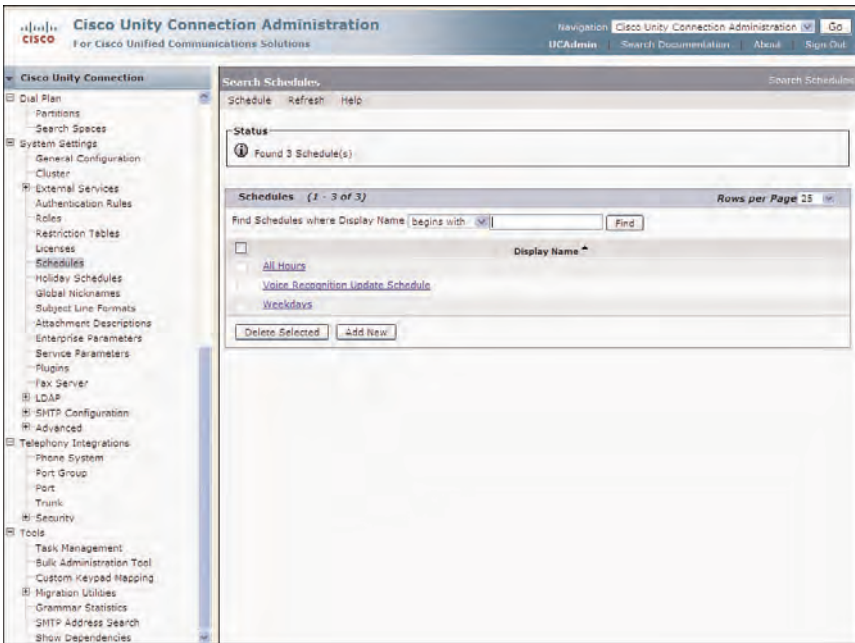 cisco
Cisco Unity Connection Administration
For Cisco Unified Communications Solutions
Navigation Cisco Unity Connection Administration Go
UCAdmin Search Documentation About Sign Out
Cisco Unity Connection
Dial Plan
Partitions
Search Spaces
System Settings
General Configuration
Cluster
External Services
Authentication Rules
Roles
Restriction Tables
Licenses
Schedules
Holiday Schedules
Global Nicknames
Subject Line Formats
Attachment Descriptions
Enterprise Parameters
Service Parameters
Plugins
Fax Server
LDAP
SMTP Configuration
Advanced
Telephony Integrations
Phone System
Port Group
Port
Trunk
Security
Tools
Task Management
Bulk Administration Tool
Custom Keypad Mapping
Migration Utilities
Grammar Statistics
SMTP Address Search
Show Dependencies
Search Schedules
Search Schedules
Schedule Refresh Help
Status
Found 3 Schedule(s)
Schedules (1 - 3 of 3)
Rows per Page 25
Find Schedules where Display Name begins with Find
Display Name
All Hours
Voice Recognition Update Schedule
Weekdays
Delete Selected Add New